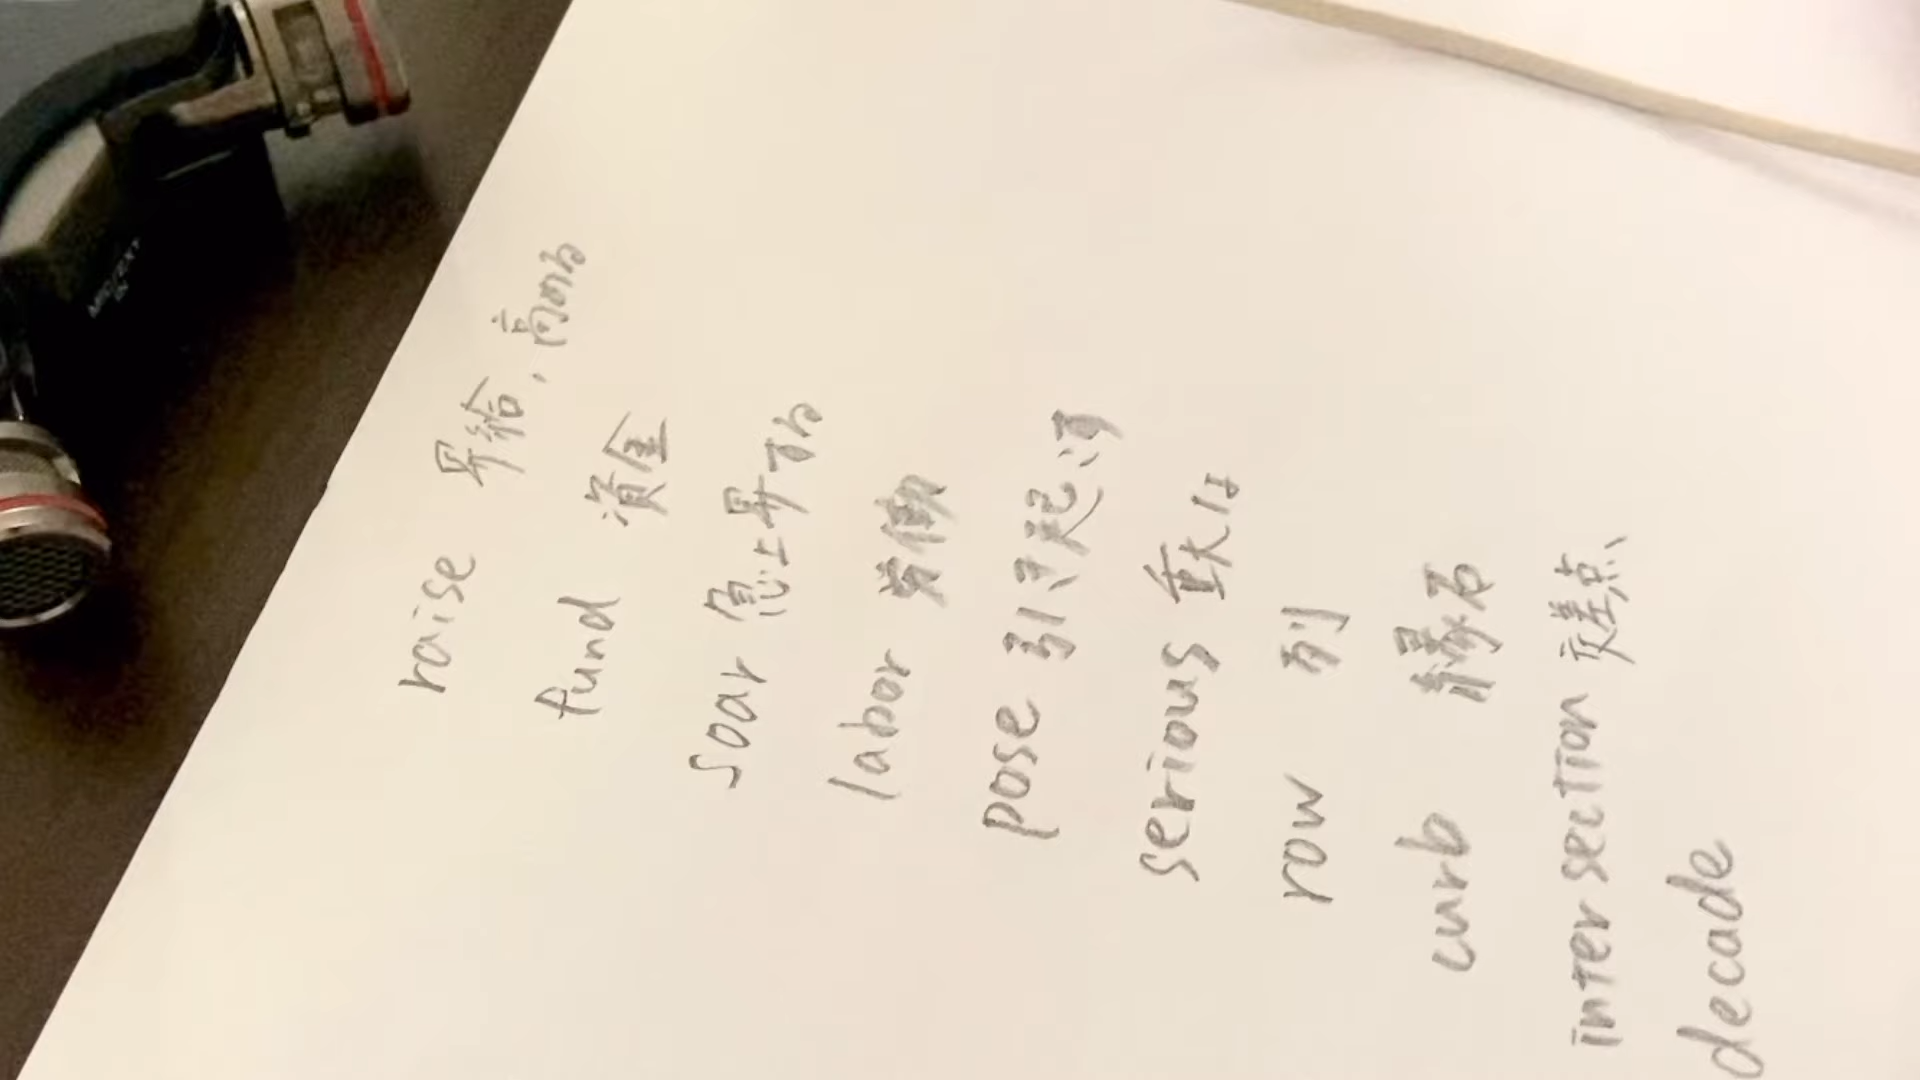 raise 昇給、高める
fund 資金
soar 急上昇する
labor 労働
pose 引き起こす
serious 重大な
row 列
curb 縁石
intersection 交差点
decade